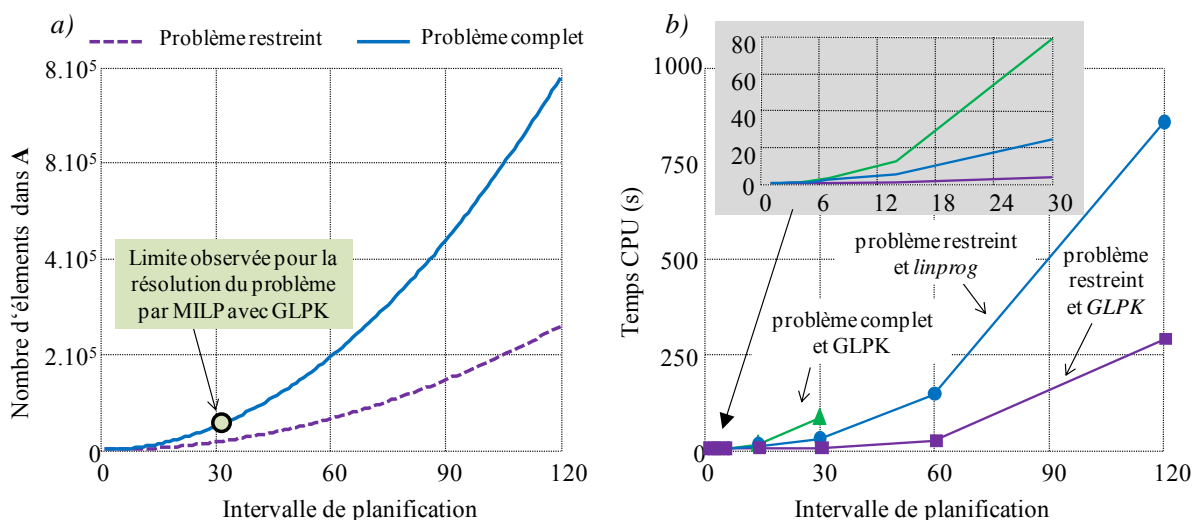 a)
Problème restreint
Problème complet
8.10⁵
8.10⁵
4.10⁵
2.10⁵
0
Nombre d'élements dans A
Limite observée pour la
résolution du problème
par MILP avec GLPK
0 30 60 90 120
Intervalle de planification
b)
1000
750
500
250
0
Temps CPU (s)
80
60
40
20
0
0 6 12 18 24 30
problème restreint
et linprog
problème
restreint
et GLPK
problème complet
et GLPK
0 30 60 90 120
Intervalle de planification